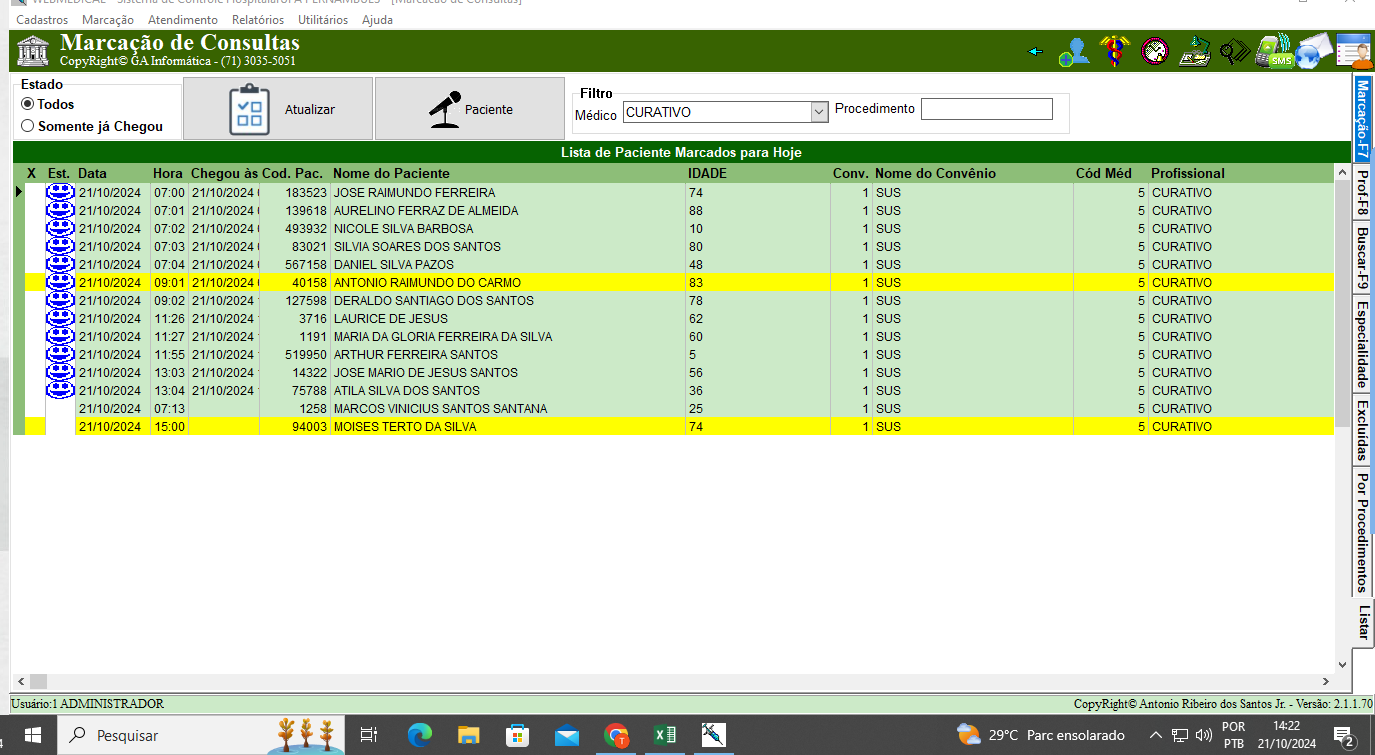 WEBMEDICAL - Sistema de Controle HospitalarUPA PERNAMBUES - [Marcacao de Consultas]
Cadastros Marcação Atendimento Relatórios Utilitários Ajuda
Marcação de Consultas
CopyRight© GA Informática - (71) 3035-5051
SMS
Estado
Todos
Somente já Chegou
Atualizar
Paciente
Filtro
Médico CURATIVO Procedimento
Lista de Paciente Marcados para Hoje
X Est. Data Hora Chegou às Cod. Pac. Nome do Paciente IDADE Conv. Nome do Convênio Cód Méd Profissional
21/10/2024 07:00 21/10/2024 183523 JOSE RAIMUNDO FERREIRA 74 1 SUS 5 CURATIVO
21/10/2024 07:01 21/10/2024 139618 AURELINO FERRAZ DE ALMEIDA 88 1 SUS 5 CURATIVO
21/10/2024 07:02 21/10/2024 493932 NICOLE SILVA BARBOSA 10 1 SUS 5 CURATIVO
21/10/2024 07:03 21/10/2024 83021 SILVIA SOARES DOS SANTOS 80 1 SUS 5 CURATIVO
21/10/2024 07:04 21/10/2024 567158 DANIEL SILVA PAZOS 48 1 SUS 5 CURATIVO
21/10/2024 09:01 21/10/2024 40158 ANTONIO RAIMUNDO DO CARMO 83 1 SUS 5 CURATIVO
21/10/2024 09:02 21/10/2024 127598 DERALDO SANTIAGO DOS SANTOS 78 1 SUS 5 CURATIVO
21/10/2024 11:26 21/10/2024 3716 LAURICE DE JESUS 62 1 SUS 5 CURATIVO
21/10/2024 11:27 21/10/2024 1191 MARIA DA GLORIA FERREIRA DA SILVA 60 1 SUS 5 CURATIVO
21/10/2024 11:55 21/10/2024 519950 ARTHUR FERREIRA SANTOS 5 1 SUS 5 CURATIVO
21/10/2024 13:03 21/10/2024 14322 JOSE MARIO DE JESUS SANTOS 56 1 SUS 5 CURATIVO
21/10/2024 13:04 21/10/2024 75788 ATILA SILVA DOS SANTOS 36 1 SUS 5 CURATIVO
21/10/2024 07:13 1258 MARCOS VINICIUS SANTOS SANTANA 25 1 SUS 5 CURATIVO
21/10/2024 15:00 94003 MOISES TERTO DA SILVA 74 1 SUS 5 CURATIVO
Marcação-F7
Prof-F8
Buscar-F9
Especialidade
Excluídas
Por Procedimentos
Listar
Usuário:1 ADMINISTRADOR
CopyRight© Antonio Ribeiro dos Santos Jr. - Versão: 2.1.1.70
Pesquisar
29°C Parc ensolarado
POR
PTB
14:22
21/10/2024
2